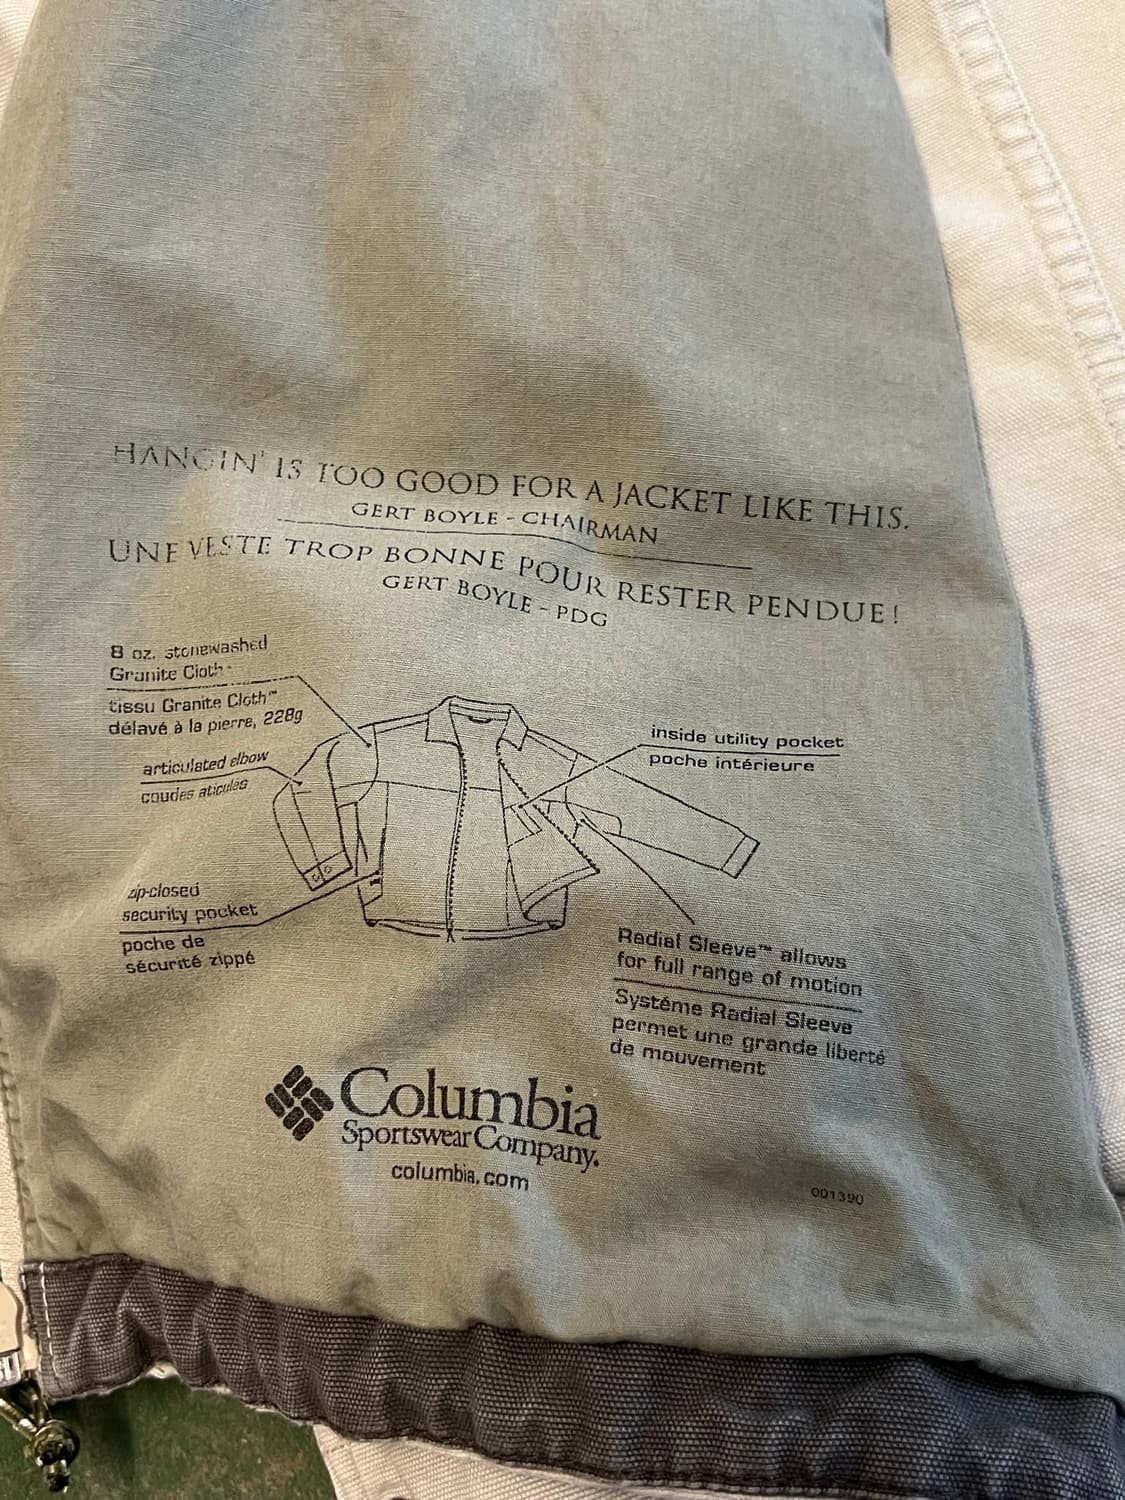 HANGIN' IS TOO GOOD FOR A JACKET LIKE THIS.
GERT BOYLE - CHAIRMAN
UNE VESTE TROP BONNE POUR RESTER PENDUE !
GERT BOYLE - PDG
8 oz. stonewashed
Granite Cloth
tissu Granite Cloth™
délavé à la pierre, 228g
articulated elbow
coudes aticulés
zip-closed
security pocket
poche de
sécurité zippé
inside utility pocket
poche intérieure
Radial Sleeve™ allows
for full range of motion
Systéme Radial Sleeve
permet une grande liberté
de mouvement
Columbia
Sportswear Company.
columbia.com
001390